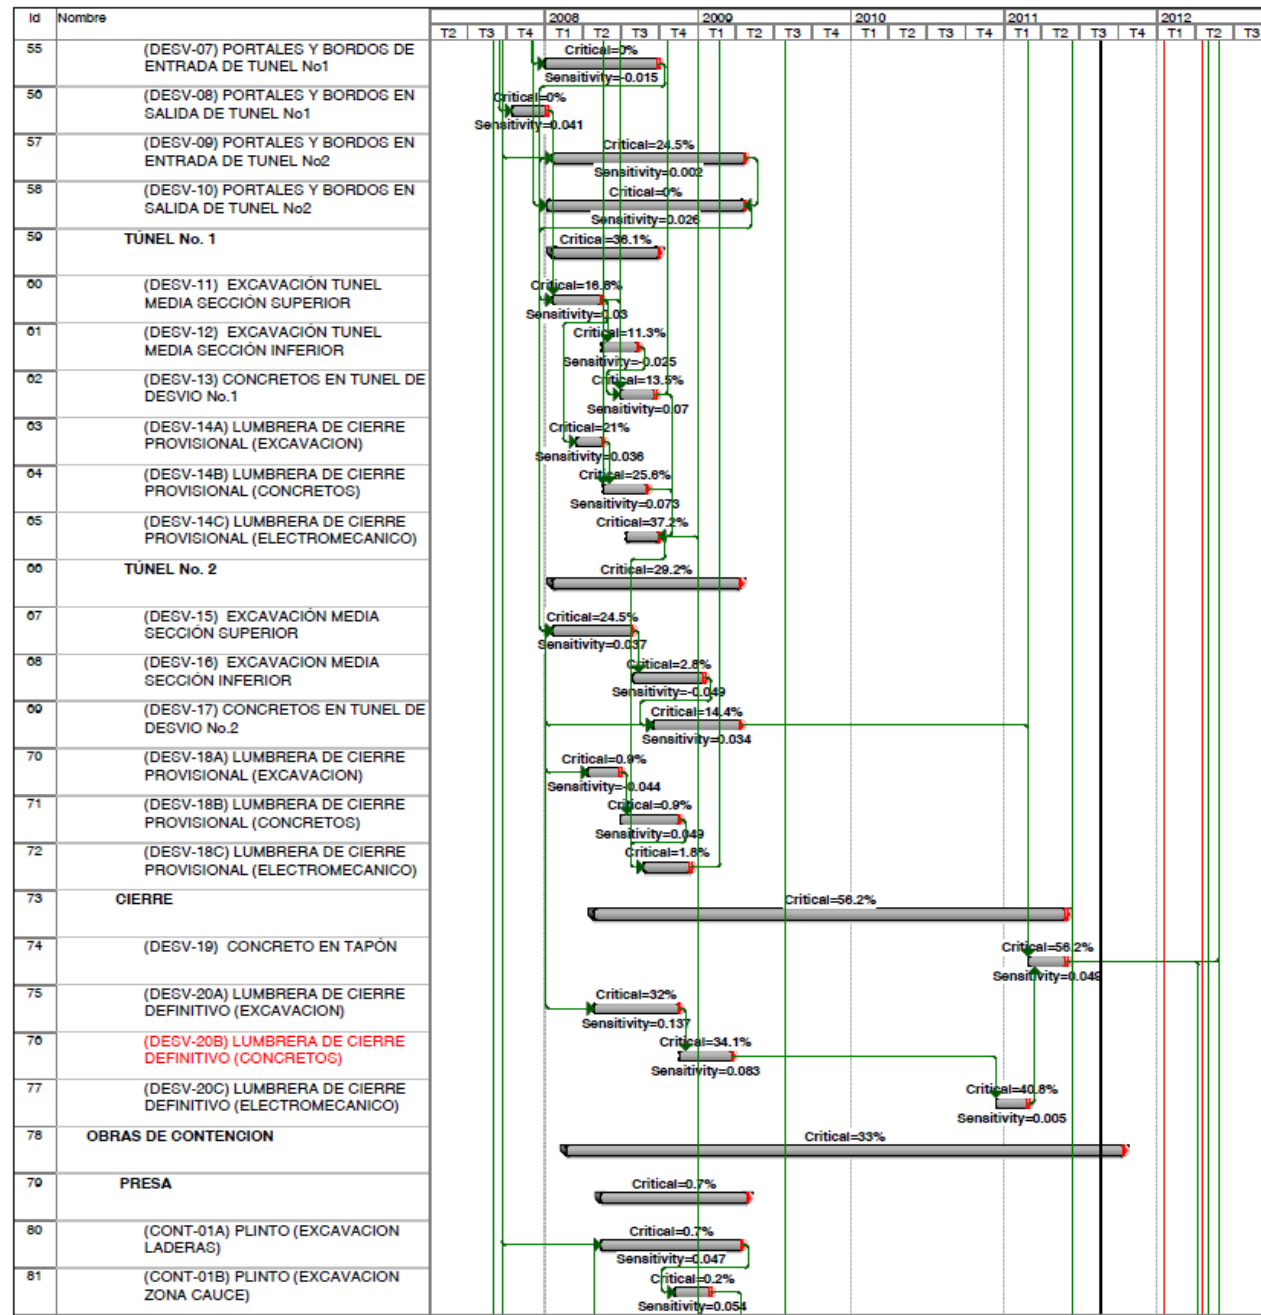 Id Nombre 2008 2009 2010 2011 2012
T2 T3 T4 T1 T2 T3 T4 T1 T2 T3 T4 T1 T2 T3 T4 T1 T2 T3 T4 T1 T2 T3
55 (DESV-07) PORTALES Y BORDOS DE
ENTRADA DE TUNEL No1
Critical=0%
Sensitivity=-0.015
56 (DESV-08) PORTALES Y BORDOS EN
SALIDA DE TUNEL No1
Critical=0%
Sensitivity=0.041
57 (DESV-09) PORTALES Y BORDOS EN
ENTRADA DE TUNEL No2
Critical=24.5%
Sensitivity=0.002
58 (DESV-10) PORTALES Y BORDOS EN
SALIDA DE TUNEL No2
Critical=0%
Sensitivity=0.026
59 TÚNEL No. 1
Critical=36.1%
60 (DESV-11) EXCAVACIÓN TUNEL
MEDIA SECCIÓN SUPERIOR
Critical=16.8%
Sensitivity=0.03
61 (DESV-12) EXCAVACIÓN TUNEL
MEDIA SECCIÓN INFERIOR
Critical=11.3%
Sensitivity=-0.025
62 (DESV-13) CONCRETOS EN TUNEL DE
DESVIO No.1
Critical=13.5%
Sensitivity=0.07
63 (DESV-14A) LUMBRERA DE CIERRE
PROVISIONAL (EXCAVACION)
Critical=21%
Sensitivity=0.036
64 (DESV-14B) LUMBRERA DE CIERRE
PROVISIONAL (CONCRETOS)
Critical=25.6%
Sensitivity=0.073
65 (DESV-14C) LUMBRERA DE CIERRE
PROVISIONAL (ELECTROMECANICO)
Critical=37.2%
66 TÚNEL No. 2
Critical=29.2%
67 (DESV-15) EXCAVACIÓN MEDIA
SECCIÓN SUPERIOR
Critical=24.5%
Sensitivity=0.037
68 (DESV-16) EXCAVACION MEDIA
SECCIÓN INFERIOR
Critical=2.8%
Sensitivity=-0.049
69 (DESV-17) CONCRETOS EN TUNEL DE
DESVIO No.2
Critical=14.4%
Sensitivity=0.034
70 (DESV-18A) LUMBRERA DE CIERRE
PROVISIONAL (EXCAVACION)
Critical=0.9%
Sensitivity=-0.044
71 (DESV-18B) LUMBRERA DE CIERRE
PROVISIONAL (CONCRETOS)
Critical=0.9%
Sensitivity=0.049
72 (DESV-18C) LUMBRERA DE CIERRE
PROVISIONAL (ELECTROMECANICO)
Critical=1.8%
73 CIERRE
Critical=56.2%
74 (DESV-19) CONCRETO EN TAPÓN
Critical=56.2%
Sensitivity=0.049
75 (DESV-20A) LUMBRERA DE CIERRE
DEFINITIVO (EXCAVACION)
Critical=32%
Sensitivity=0.137
76 (DESV-20B) LUMBRERA DE CIERRE
DEFINITIVO (CONCRETOS)
Critical=34.1%
Sensitivity=0.083
77 (DESV-20C) LUMBRERA DE CIERRE
DEFINITIVO (ELECTROMECANICO)
Critical=40.8%
Sensitivity=0.005
78 OBRAS DE CONTENCION
Critical=33%
79 PRESA
Critical=0.7%
80 (CONT-01A) PLINTO (EXCAVACION
LADERAS)
Critical=0.7%
Sensitivity=0.047
81 (CONT-01B) PLINTO (EXCAVACION
ZONA CAUCE)
Critical=0.2%
Sensitivity=0.054